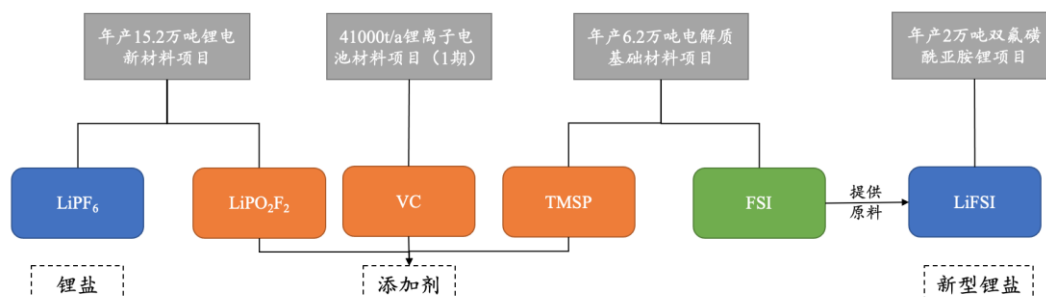 年产15.2万吨锂电
新材料项目
41000t/a锂离子电
池材料项目（1期）
年产6.2万吨电解质
基础材料项目
年产2万吨双氟磺
酰亚胺锂项目
LiPF₆
LiPO₂F₂
VC
TMSP
FSI
提供
原料
LiFSI
锂盐
添加剂
新型锂盐